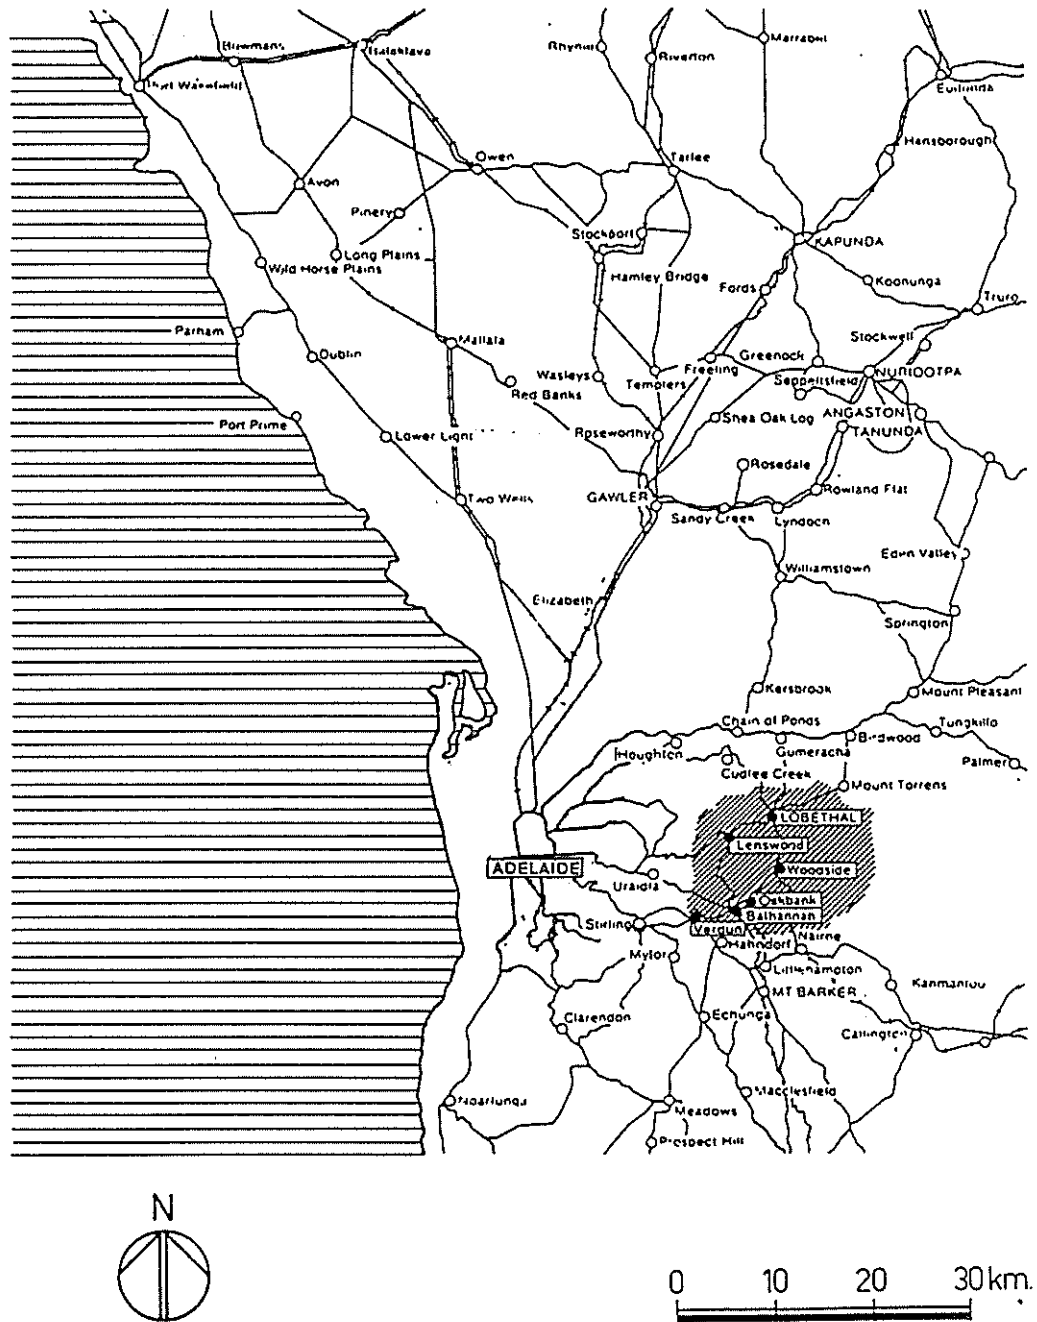 Bowmans
Balaklava
Rhynie
Riverton
Marrabel
Port Wakefield
Eudunda
Hansborough
Owen
Tarlee
Avon
Pinery
Stockport
KAPUNDA
Long Plains
Wild Horse Plains
Hamley Bridge
Fords
Koonunga
Truro
Parham
Mallala
Stockwell
Dublin
Greenock
Freeling
Wasleys
Templers
Seppeltsfield
NURIOOTPA
Red Banks
Port Prime
Shea Oak Log
ANGASTON
Lower Light
Roseworthy
TANUNDA
Rosedale
Two Wells
GAWLER
Rowland Flat
Sandy Creek
Lyndoch
Eden Valley
Williamstown
Elizabeth
Springton
Kersbrook
Mount Pleasant
Chain of Ponds
Tungkillo
Houghton
Gumeracha
Birdwood
Palmer
Cudlee Creek
Mount Torrens
LOBETHAL
Lenswood
ADELAIDE
Woodside
Uraidla
Oakbank
Balhannan
Stirling
Verdun
Nairne
Hahndorf
Mylor
Littlehampton
Kanmantoo
MT BARKER
Clarendon
Echunga
Callington
Macclesfield
Noarlunga
Meadows
Prospect Hill
N
0 10 20 30 km.